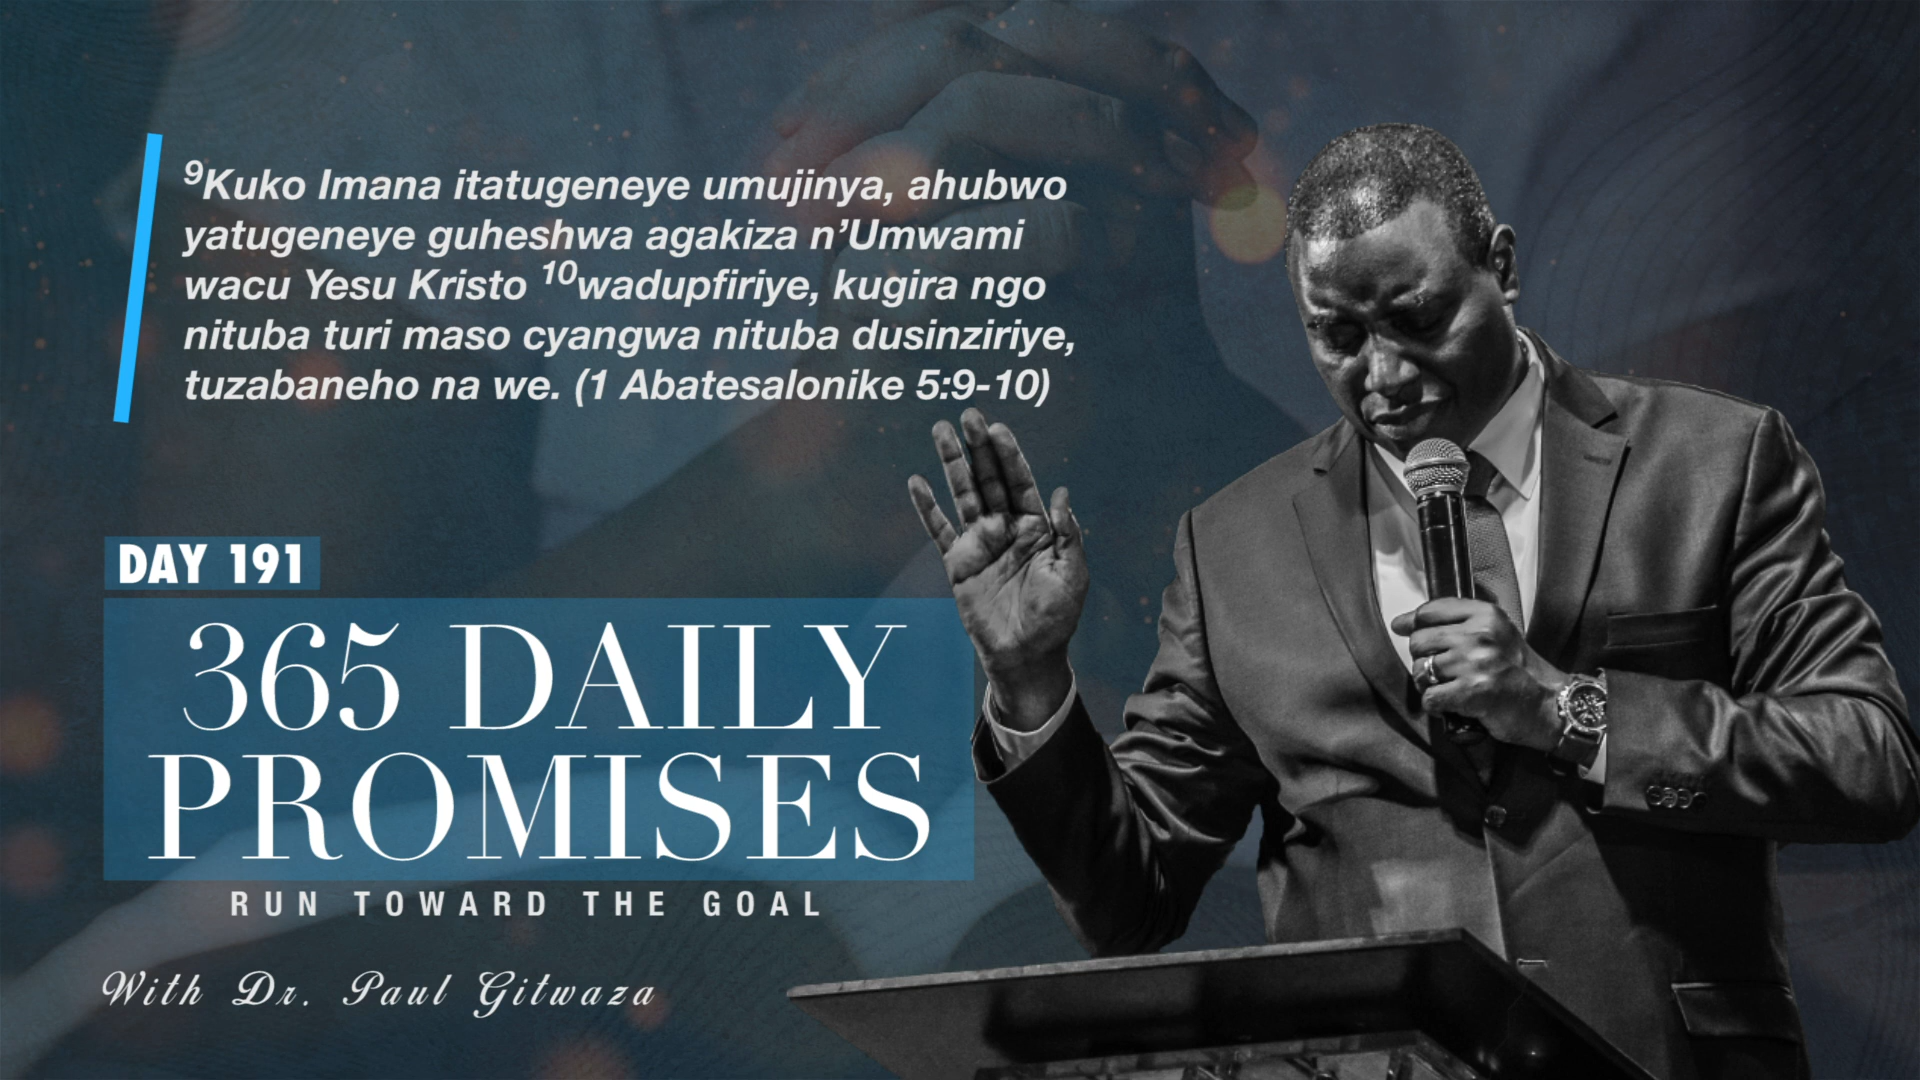 ⁹Kuko Imana itatugeneye umujinya, ahubwo
yatugeneye guheshwa agakiza n’Umwami
wacu Yesu Kristo ¹⁰wadupfiriye, kugira ngo
nituba turi maso cyangwa nituba dusinziriye,
tuzabaneho na we. (1 Abatesalonike 5:9-10)
DAY 191
365 DAILY
PROMISES
RUN TOWARD THE GOAL
With Dr. Paul Gitwaza